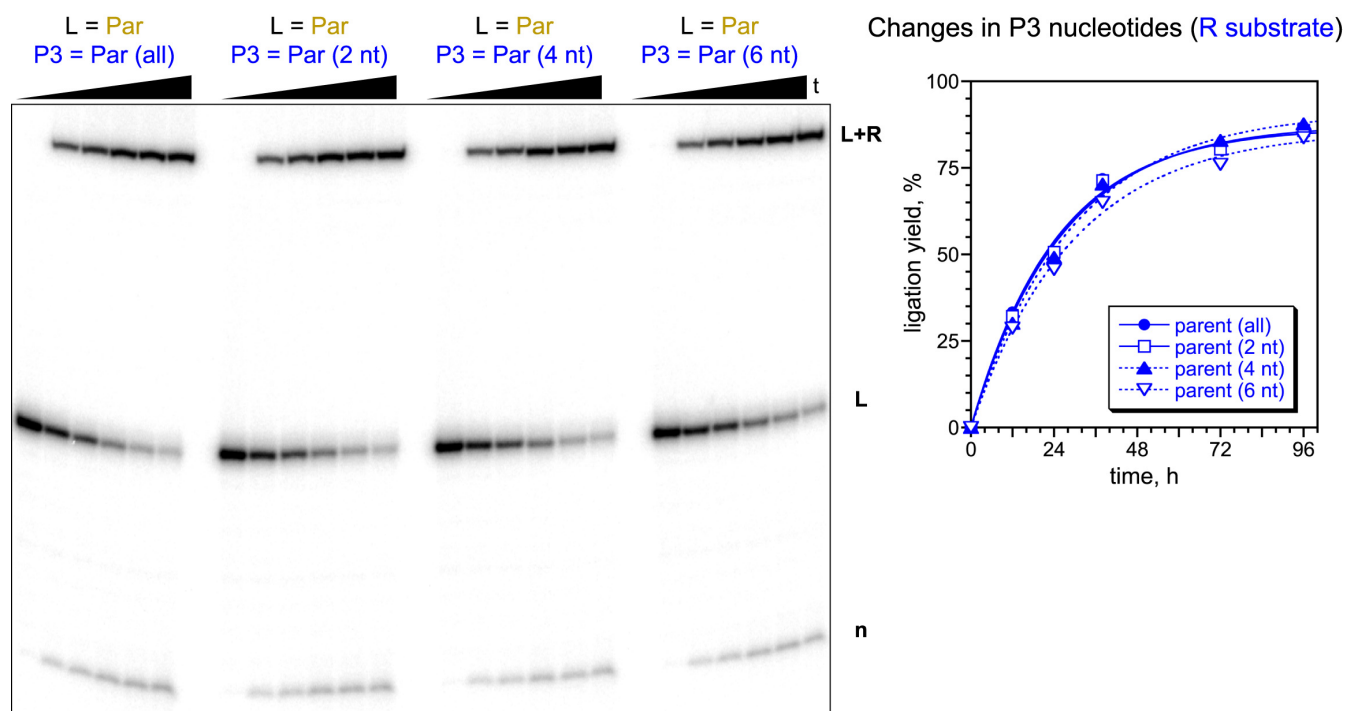 L = Par
P3 = Par (all)
L = Par
P3 = Par (2 nt)
L = Par
P3 = Par (4 nt)
L = Par
P3 = Par (6 nt)
t
L+R
L
n
Changes in P3 nucleotides (R substrate)
100
75
50
25
0
ligation yield, %
parent (all)
parent (2 nt)
parent (4 nt)
parent (6 nt)
0 24 48 72 96
time, h